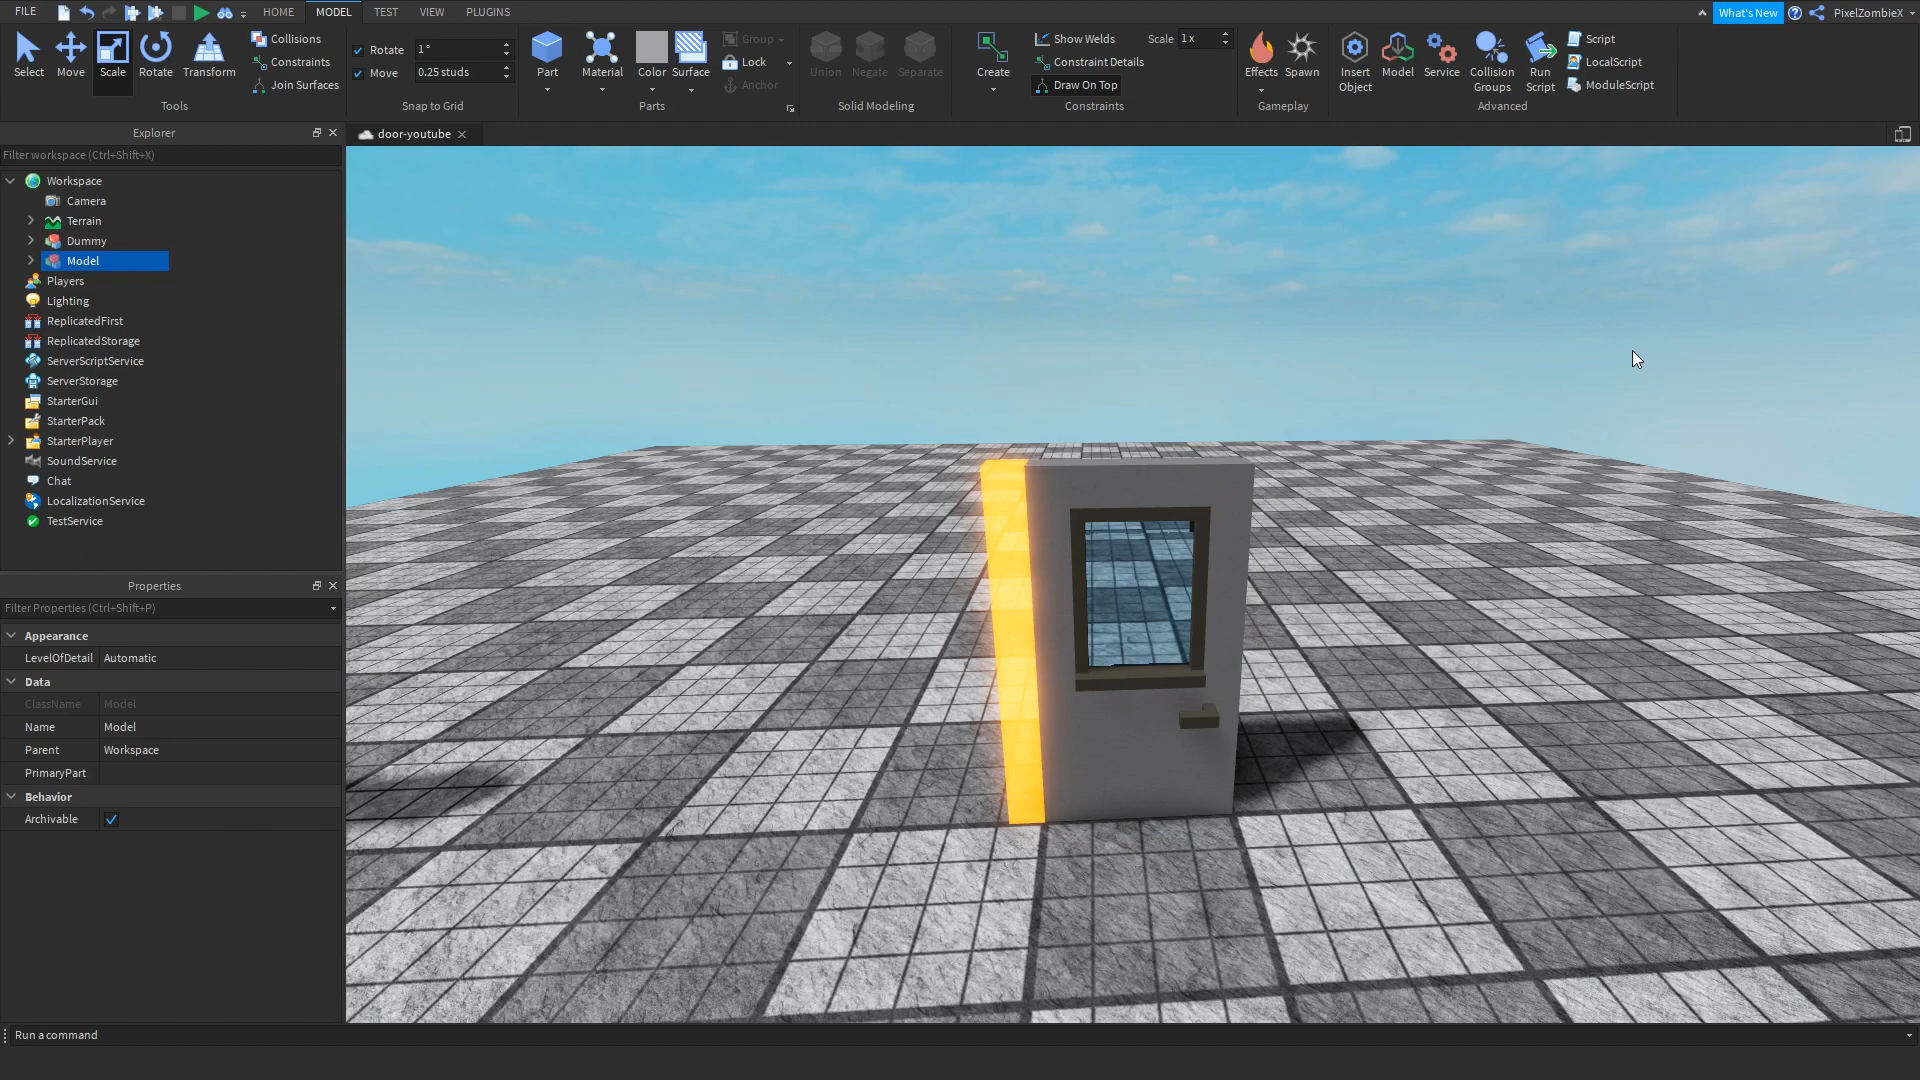 FILE HOME MODEL TEST VIEW PLUGINS What's New PixelZombieX
Select Move Scale Rotate Transform
Collisions
Constraints
Join Surfaces
Tools
Rotate 1°
Move 0.25 studs
Snap to Grid
Part Material Color Surface
Group
Lock
Anchor
Parts
Union Negate Separate
Solid Modeling
Create
Show Welds Scale 1 x
Constraint Details
Draw On Top
Constraints
Effects Spawn
Gameplay
Insert Object
Model
Service
Collision Groups
Run Script
Script
LocalScript
ModuleScript
Advanced
Explorer
Filter workspace (Ctrl+Shift+X)
Workspace
Camera
Terrain
Dummy
Model
Players
Lighting
ReplicatedFirst
ReplicatedStorage
ServerScriptService
ServerStorage
StarterGui
StarterPack
StarterPlayer
SoundService
Chat
LocalizationService
TestService
door-youtube
Properties
Filter Properties (Ctrl+Shift+P)
Appearance
LevelOfDetail Automatic
Data
ClassName Model
Name Model
Parent Workspace
PrimaryPart
Behavior
Archivable
Run a command